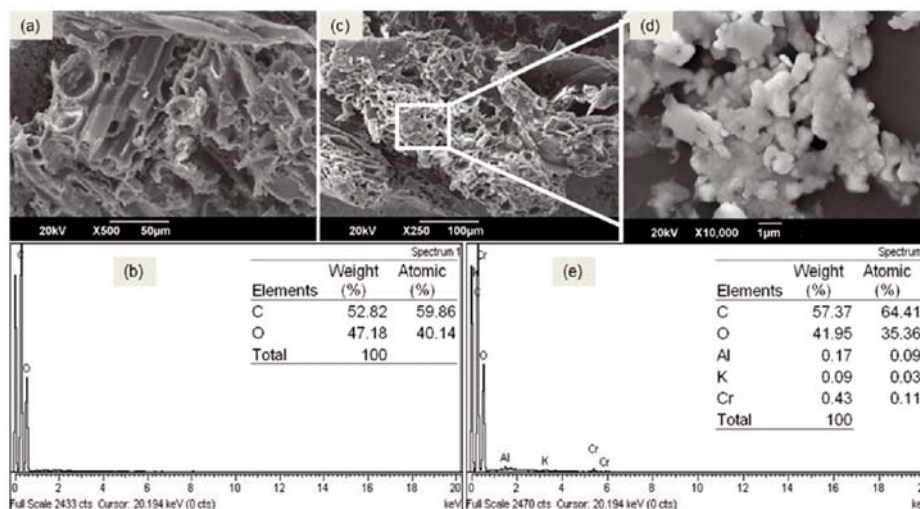 (a)
20kV X500 50µm
(c)
20kV X250 100µm
(d)
20kV X10,000 1µm
(b)
Spectrum 1
Elements Weight (%) Atomic (%)
C 52.82 59.86
O 47.18 40.14
Total 100
C
O
0 2 4 6 8 10 12 14 16 18 20
Full Scale 2433 cts Cursor: 20.194 keV (0 cts) keV
(e)
Spectrum
Elements Weight (%) Atomic (%)
C 57.37 64.41
O 41.95 35.36
Al 0.17 0.09
K 0.09 0.03
Cr 0.43 0.11
Total 100
Cr
K
C
O
Al
K
Cr
Cr
0 2 4 6 8 10 12 14 16 18 20
Full Scale 2470 cts Cursor: 20.194 keV (0 cts) keV